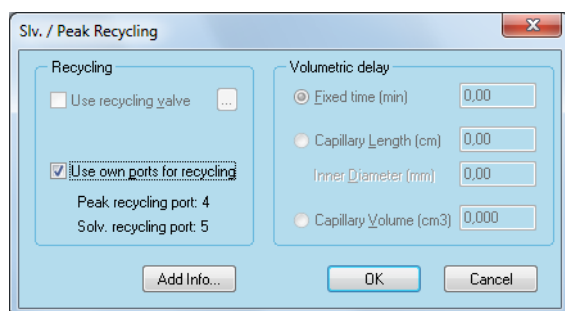 Slv. / Peak Recycling
Recycling
Use recycling valve ...
Use own ports for recycling
Peak recycling port: 4
Solv. recycling port: 5
Volumetric delay
Fixed time (min) 0,00
Capillary Length (cm) 0,00
Inner Diameter (mm) 0,00
Capillary Volume (cm3) 0,000
Add Info... OK Cancel